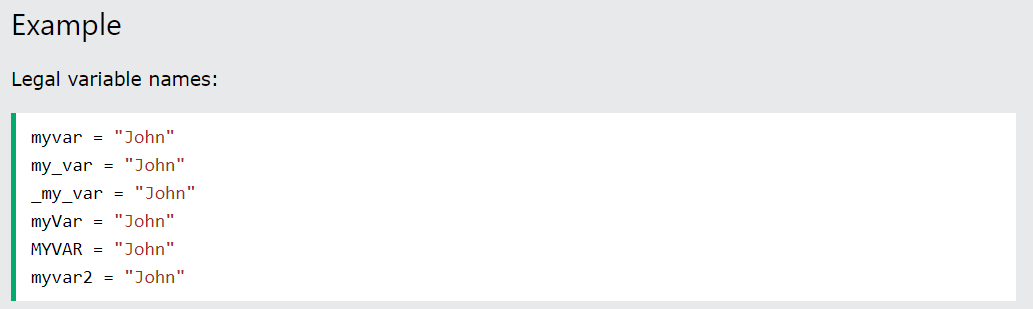 Example
Legal variable names:
myvar = "John"
my_var = "John"
_my_var = "John"
myVar = "John"
MYVAR = "John"
myvar2 = "John"